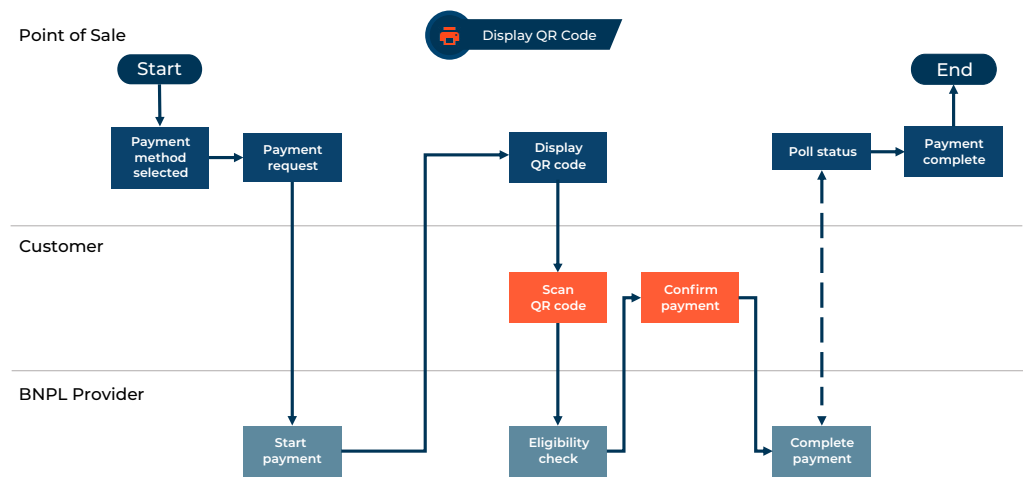 Point of Sale
Display QR Code
Start
End
Payment
method
selected
Payment
request
Display
QR code
Poll status
Payment
complete
Customer
Scan
QR code
Confirm
payment
BNPL Provider
Start
payment
Eligibility
check
Complete
payment